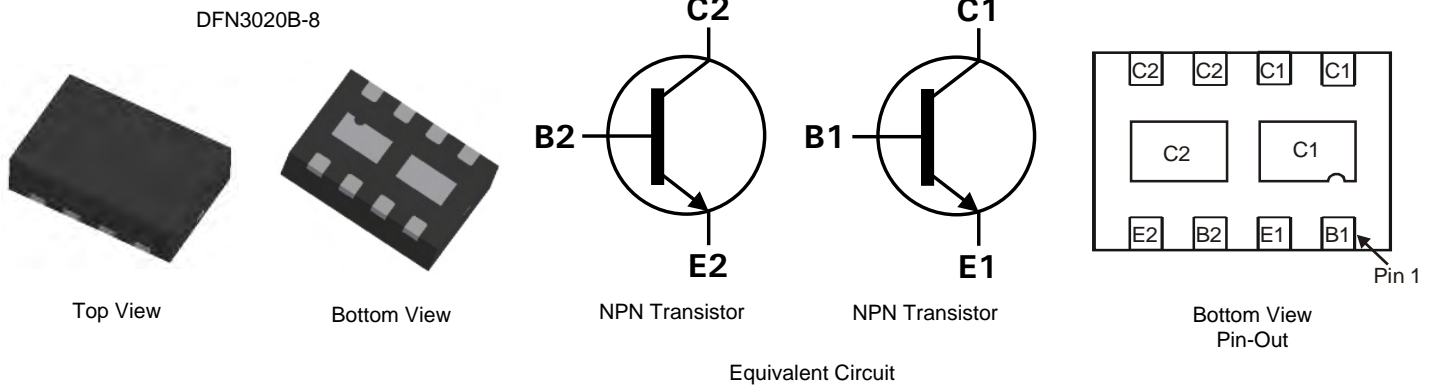 DFN3020B-8
C2
C1
B2
B1
E2
E1
Top View
Bottom View
NPN Transistor
NPN Transistor
Equivalent Circuit
C2 C2 C1 C1
C2 C1
E2 B2 E1 B1
Pin 1
Bottom View
Pin-Out